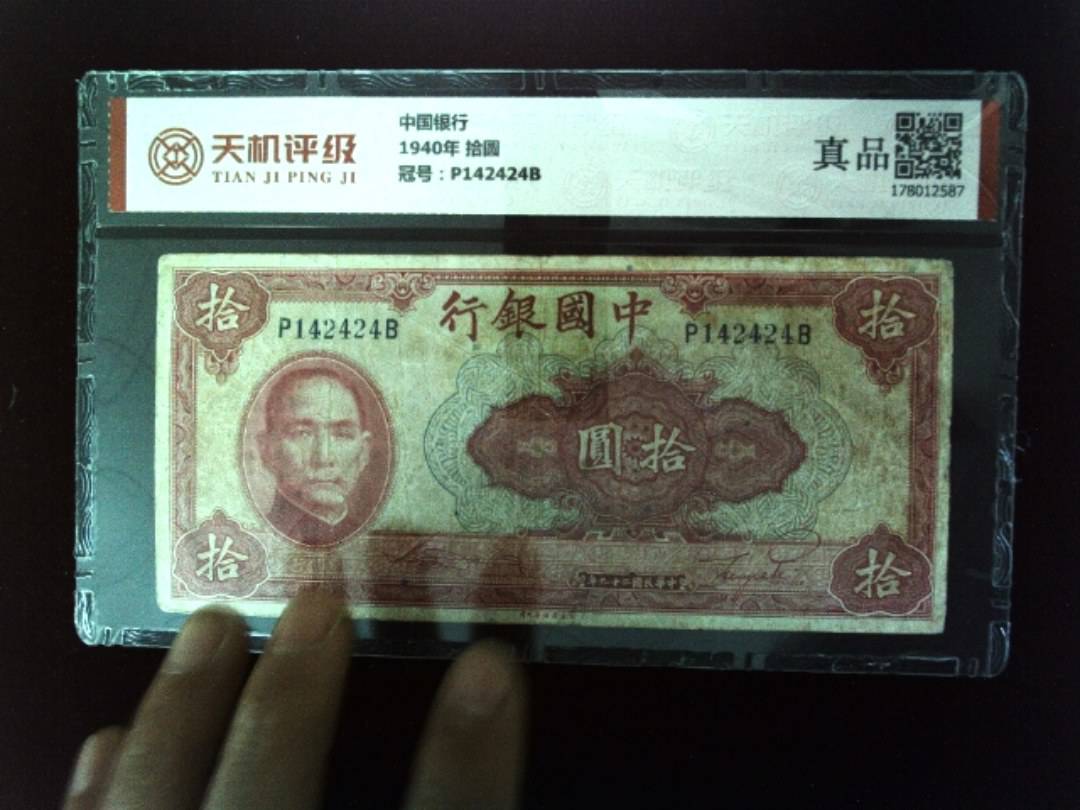 天机评级
TIAN JI PING JI
中国银行
1940年 拾圆
冠号：P142424B
真品
178012587
拾
拾
行銀國中
P142424B
P142424B
圓拾
拾
拾